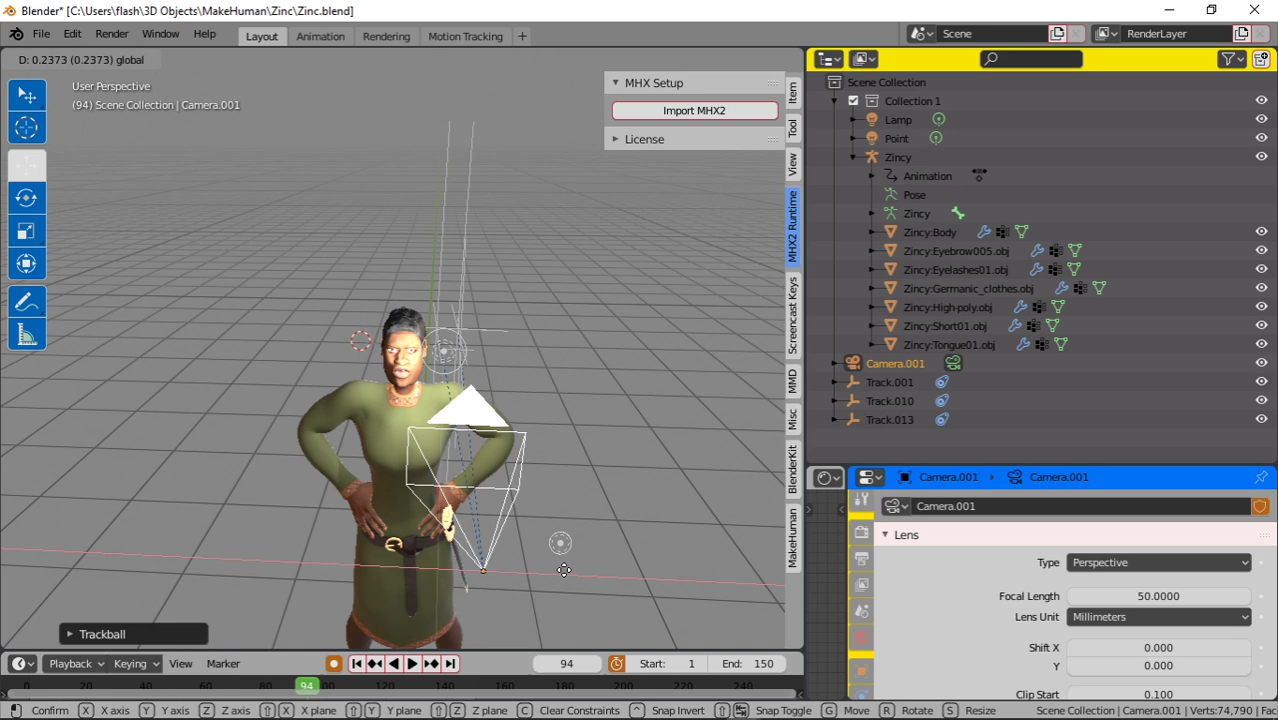 Blender* [C:\Users\flash\3D Objects\MakeHuman\Zinc\Zinc.blend]
File Edit Render Window Help Layout Animation Rendering Motion Tracking + Scene RenderLayer
D: 0.2373 (0.2373) global
User Perspective
(94) Scene Collection | Camera.001
MHX Setup
Import MHX2
License
Item
Tool
View
MHX2 Runtime
Screencast Keys
MMD
Misc
BlenderKit
MakeHuman
Scene Collection
Collection 1
Lamp
Point
Zincy
Animation
Pose
Zincy
Zincy:Body
Zincy:Eyebrow005.obj
Zincy:Eyelashes01.obj
Zincy:Germanic_clothes.obj
Zincy:High-poly.obj
Zincy:Short01.obj
Zincy:Tongue01.obj
Camera.001
Track.001
Track.010
Track.013
Camera.001 > Camera.001
Camera.001
Lens
Type Perspective
Focal Length 50.0000
Lens Unit Millimeters
Shift X 0.000
Y 0.000
Clip Start 0.100
Trackball
Playback Keying View Marker 94 Start: 1 End: 150
0 20 40 60 80 94 100 120 140 160 180 200 220 240
Confirm X X axis Y Y axis Z Z axis X X plane Y Y plane Z Z plane C Clear Constraints Snap Invert Snap Toggle G Move R Rotate S Resize Scene Collection | Camera.001 | Verts:74,790 | Fac